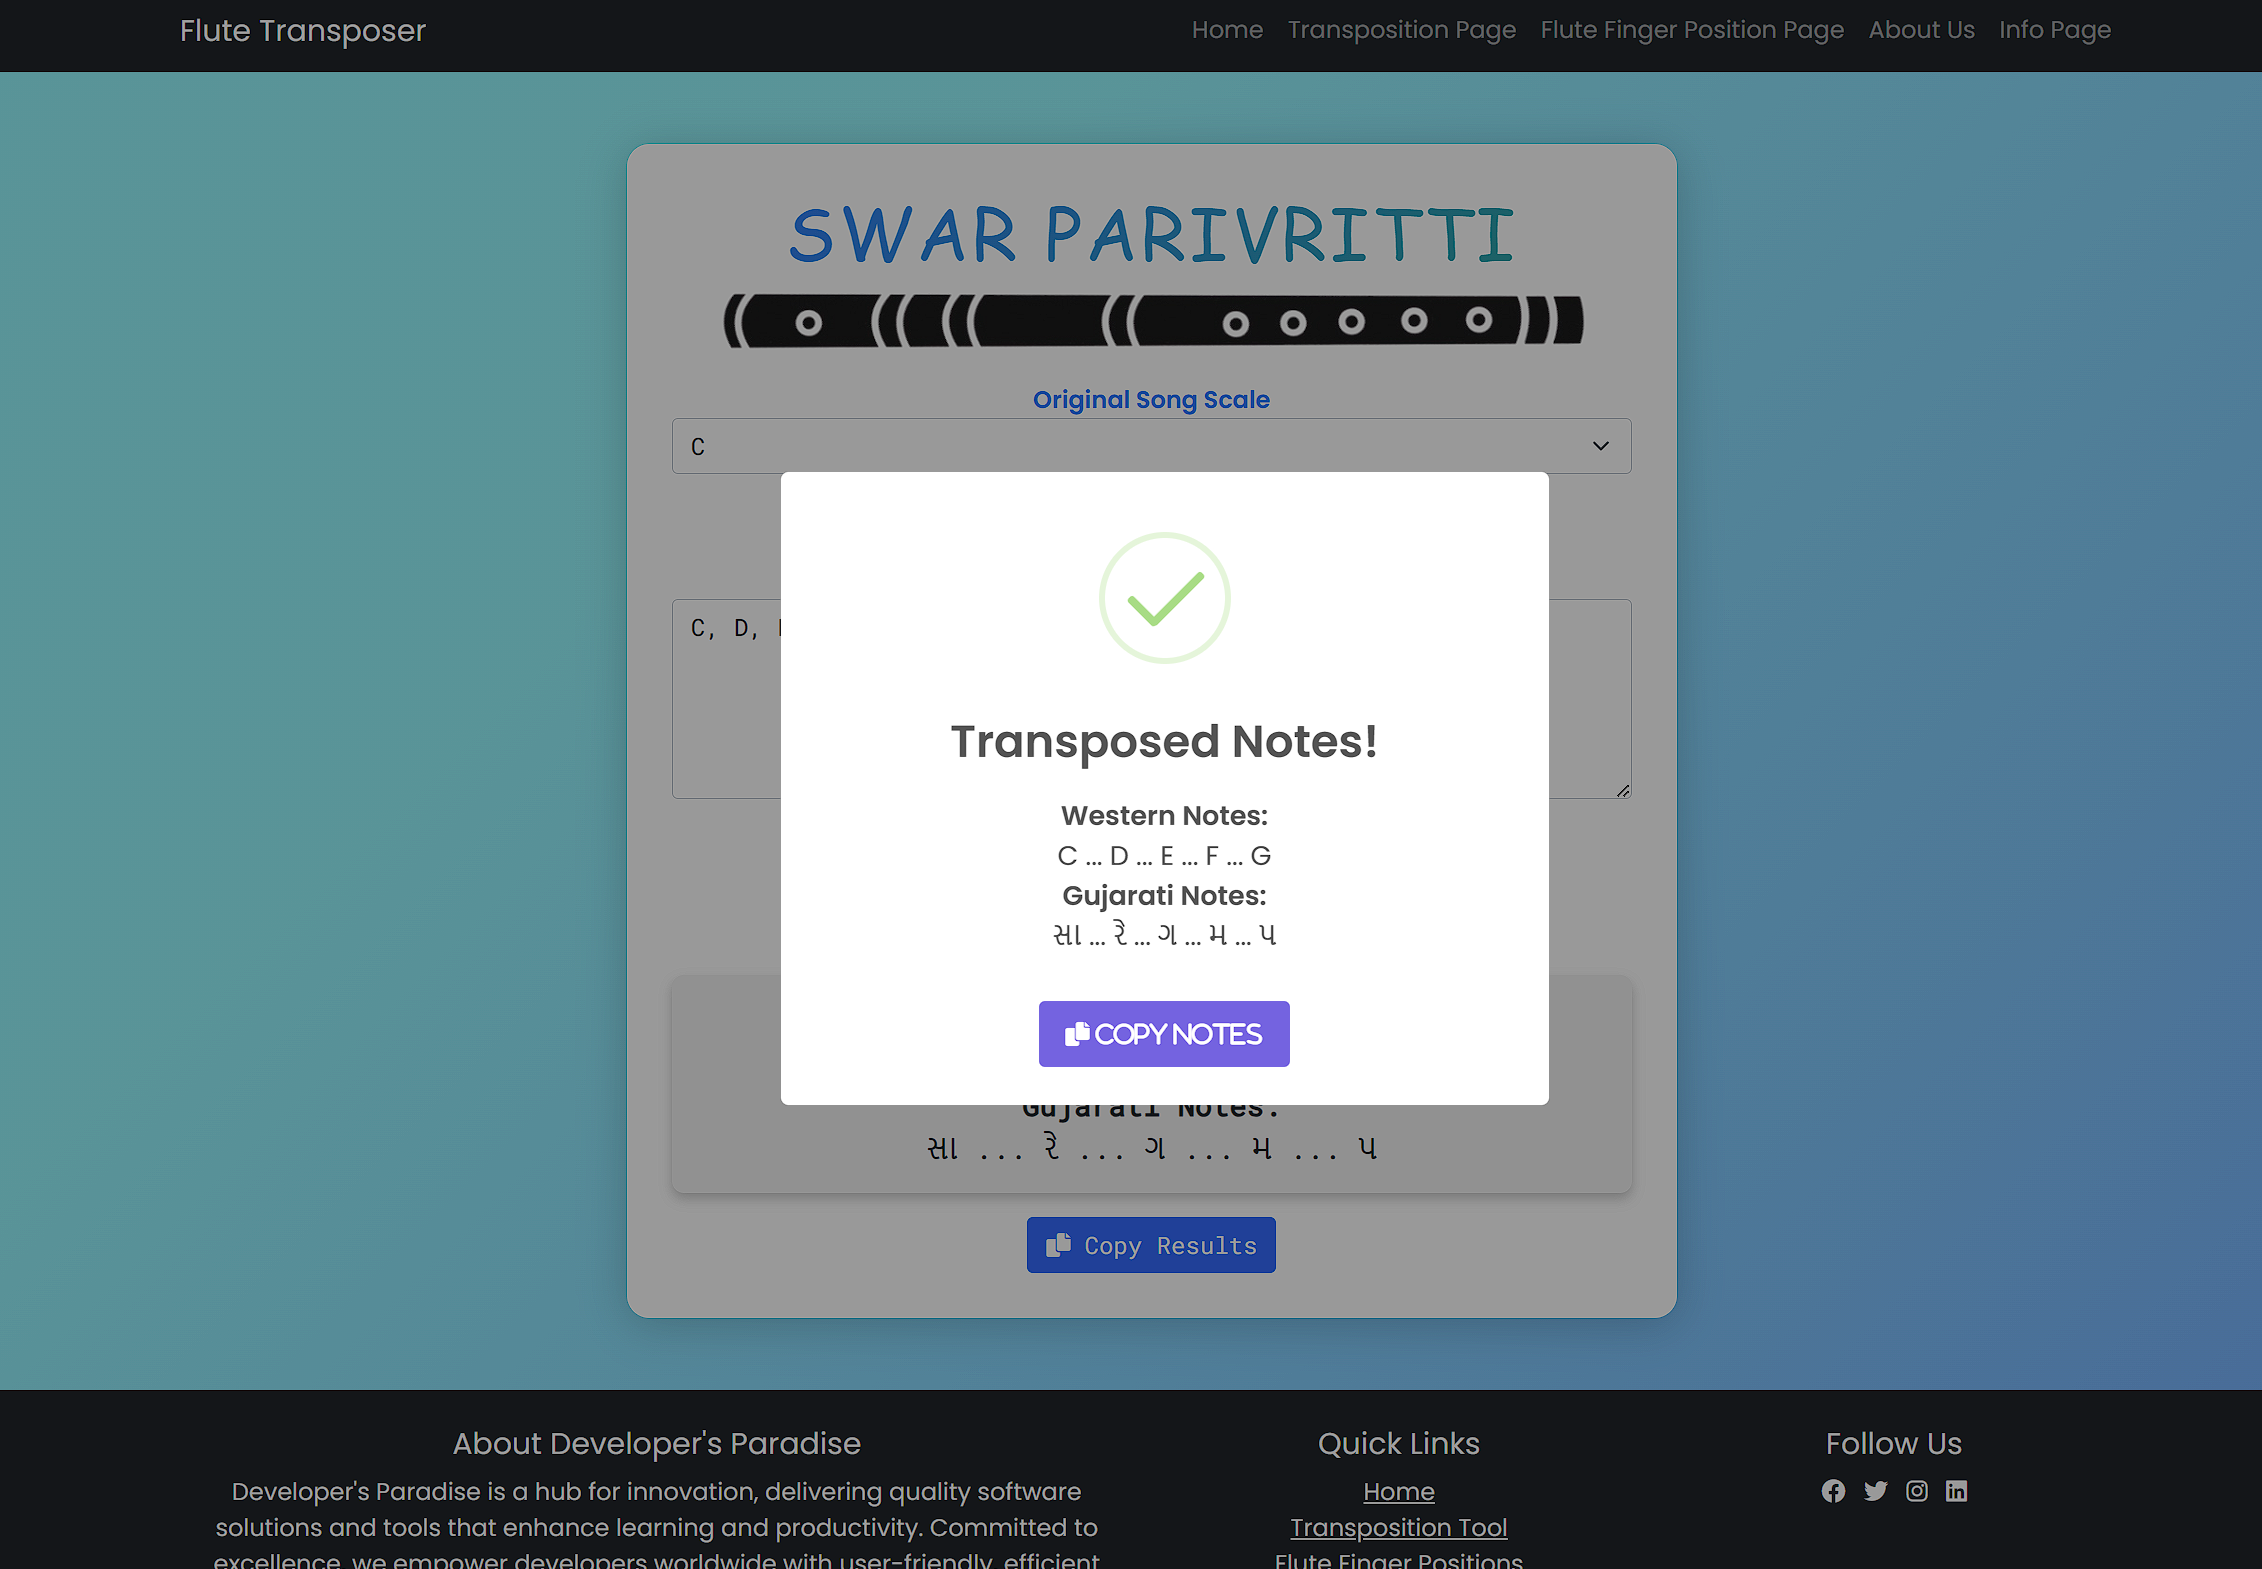 Flute Transposer
Home Transposition Page Flute Finger Position Page About Us Info Page
SWAR PARIVRITTI
Original Song Scale
C
C, D,
Transposed Notes!
Western Notes:
C ... D ... E ... F ... G
Gujarati Notes:
સા ... રે ... ગ ... મ ... પ
COPY NOTES
Gujarati Notes:
સા ... રે ... ગ ... મ ... પ
Copy Results
About Developer's Paradise
Developer's Paradise is a hub for innovation, delivering quality software
solutions and tools that enhance learning and productivity. Committed to
excellence, we empower developers worldwide with user-friendly, efficient
Quick Links
Home
Transposition Tool
Flute Finger Positions
Follow Us